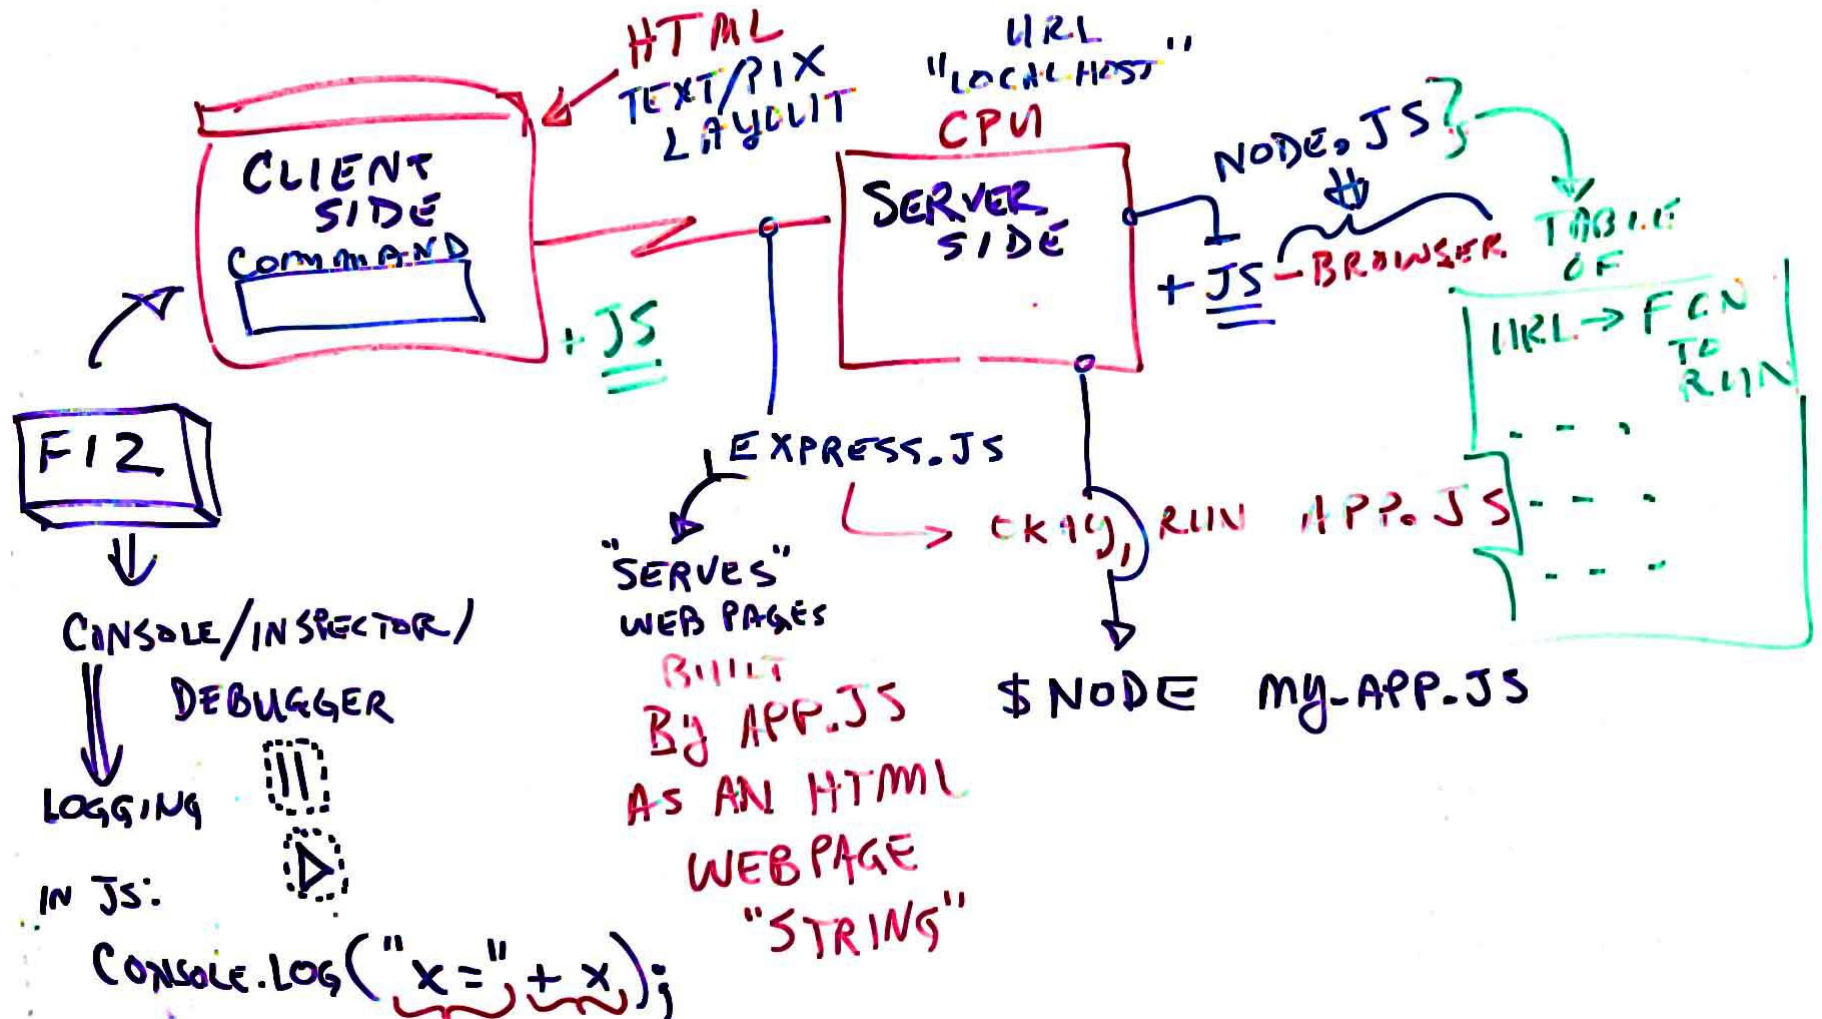 HTML
TEXT/PIX
LAYOUT
URL
"LOCALHOST"
CPU
CLIENT
SIDE
COMMAND
+ JS
SERVER
SIDE
NODE.JS
+ JS - BROWSER
TABLE
OF
URL → FCN
TO
RUN
- - -
- - -
- - -
F12
CONSOLE/INSPECTOR/
DEBUGGER
LOGGING
IN JS:
CONSOLE.LOG("X=" + X);
EXPRESS.JS
"SERVES"
WEB PAGES
BUILT
BY APP.JS
AS AN HTML
WEBPAGE
"STRING"
OKAY, RUN APP.JS
$ NODE MY-APP.JS